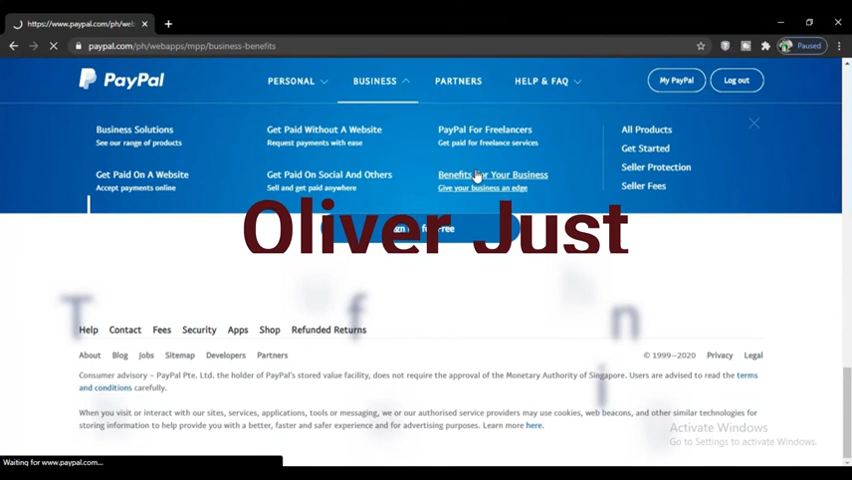 https://www.paypal.com/ph/web
paypal.com/ph/webapps/mpp/business-benefits
Paused
PayPal
PERSONAL
BUSINESS
PARTNERS
HELP & FAQ
My PayPal
Log out
Business Solutions
See our range of products
Get Paid Without A Website
Request payments with ease
PayPal For Freelancers
Get paid for freelance services
All Products
Get Started
Get Paid On A Website
Accept payments online
Get Paid On Social And Others
Sell and get paid anywhere
Benefits For Your Business
Give your business an edge
Seller Protection
Seller Fees
Oliver Just
Free
T u f h n
i
Help Contact Fees Security Apps Shop Refunded Returns
About Blog Jobs Sitemap Developers Partners
© 1999–2020 Privacy Legal
Consumer advisory – PayPal Pte. Ltd. the holder of PayPal's stored value facility, does not require the approval of the Monetary Authority of Singapore. Users are advised to read the terms
and conditions carefully.
When you visit or interact with our sites, services, applications, tools or messaging, we or our authorised service providers may use cookies, web beacons, and other similar technologies for
storing information to help provide you with a better, faster and safer experience and for advertising purposes. Learn more here.
Activate Windows
Go to Settings to activate Windows.
Waiting for www.paypal.com...